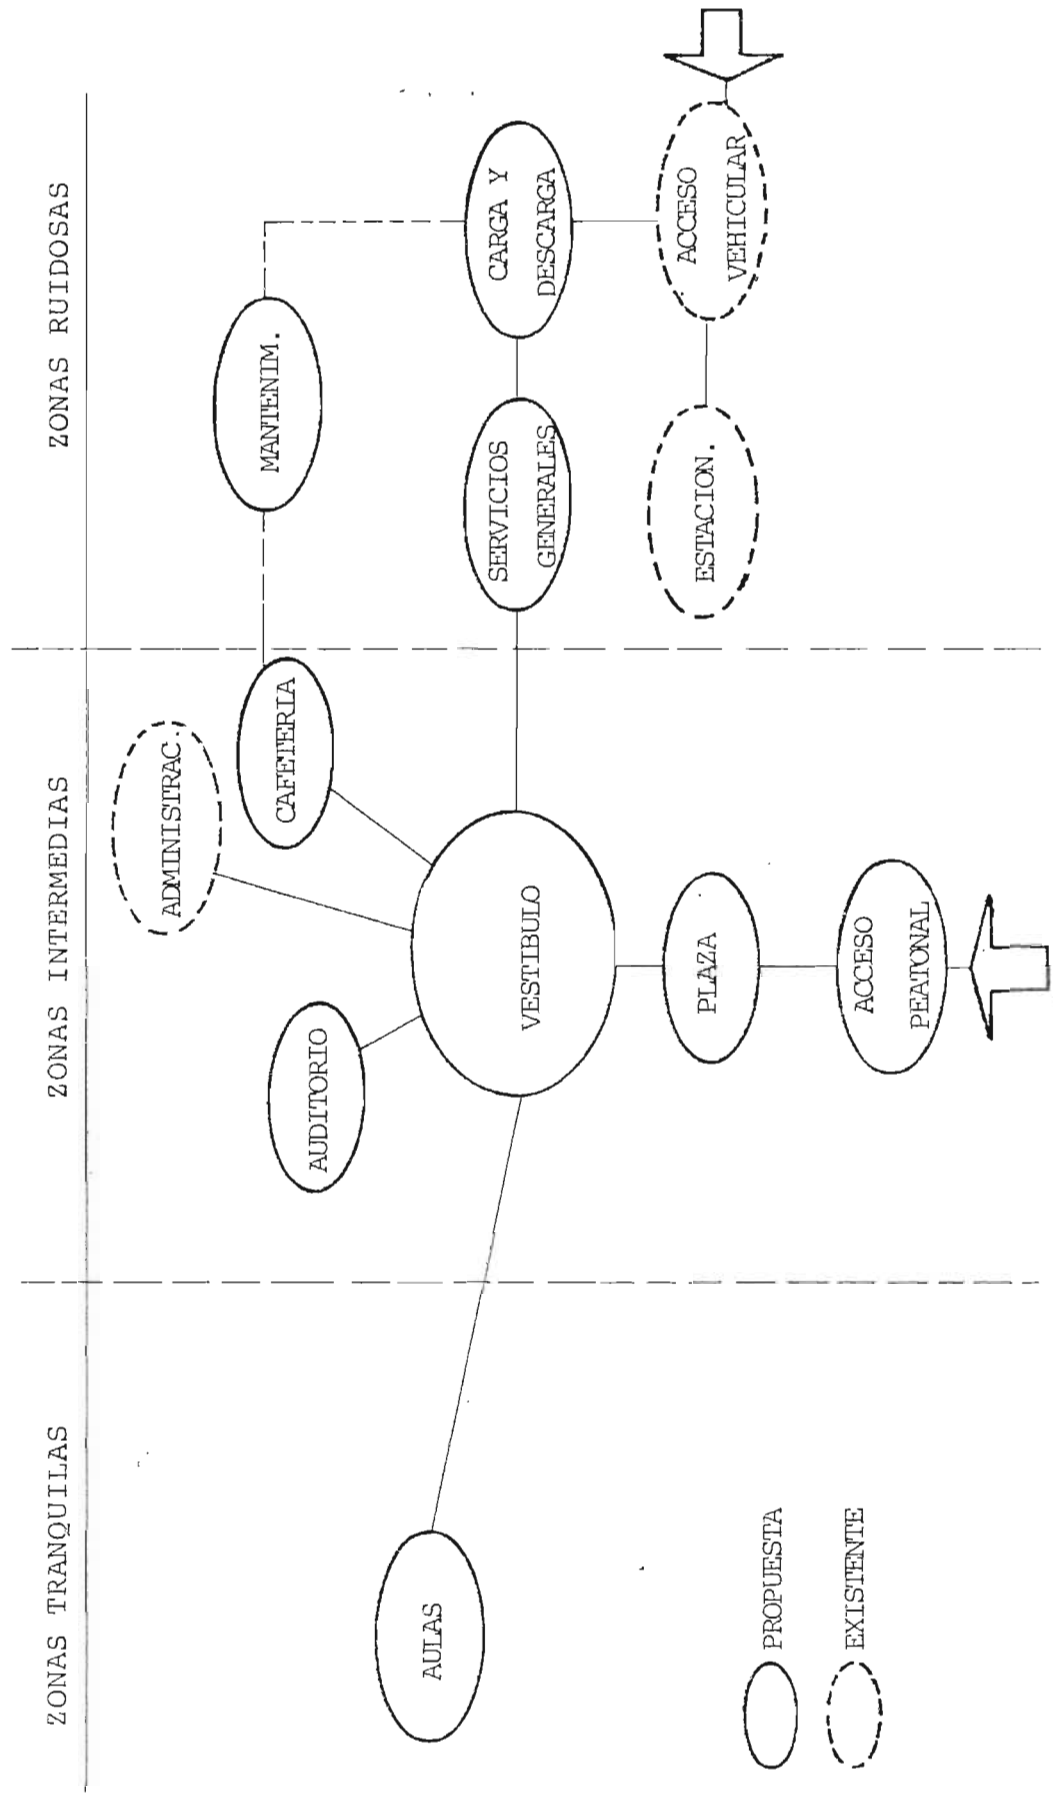 ZONAS TRANQUILAS
ZONAS INTERMEDIAS
ZONAS RUIDOSAS
ADMINISTRAC.
MANTENIM.
CAFETERIA
AUDITORIO
AULAS
VESTIBULO
SERVICIOS
GENERALES
CARGA Y
DESCARGA
PLAZA
ESTACION.
ACCESO
VEHICULAR
ACCESO
PEATONAL
PROPUESTA
EXISTENTE